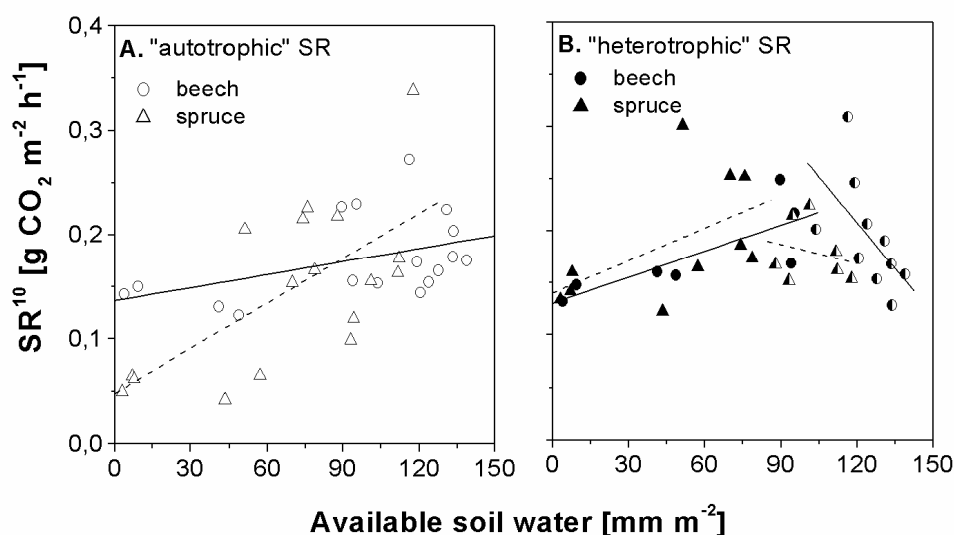 SR¹⁰ [g CO₂ m⁻² h⁻¹]
0,4
0,3
0,2
0,1
0,0
A. "autotrophic" SR
beech
spruce
0 30 60 90 120 150
B. "heterotrophic" SR
beech
spruce
0 30 60 90 120 150
Available soil water [mm m⁻²]